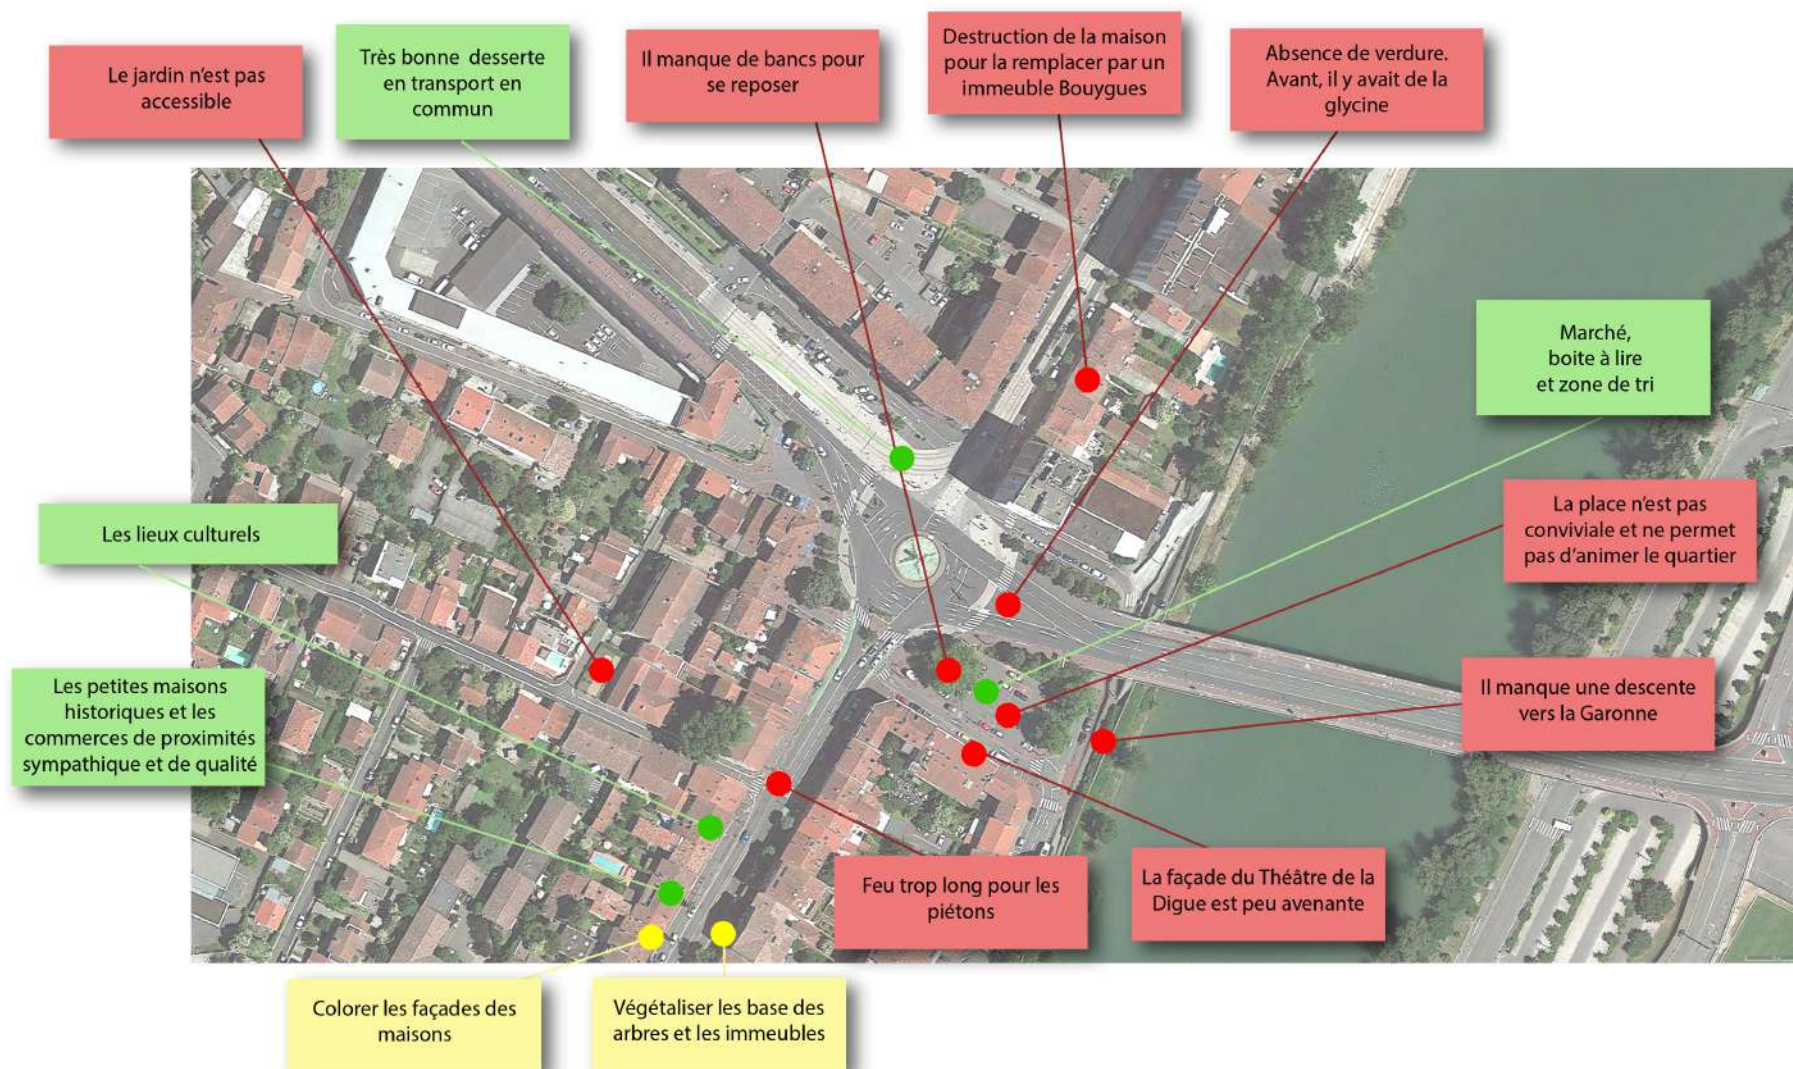 Le jardin n'est pas
accessible
Très bonne desserte
en transport en
commun
Il manque de bancs pour
se reposer
Destruction de la maison
pour la remplacer par un
immeuble Bouygues
Absence de verdure.
Avant, il y avait de la
glycine
Marché,
boite à lire
et zone de tri
La place n'est pas
conviviale et ne permet
pas d'animer le quartier
Les lieux culturels
Les petites maisons
historiques et les
commerces de proximités
sympathique et de qualité
Il manque une descente
vers la Garonne
Feu trop long pour les
piétons
La façade du Théâtre de la
Digue est peu avenante
Colorer les façades des
maisons
Végétaliser les base des
arbres et les immeubles